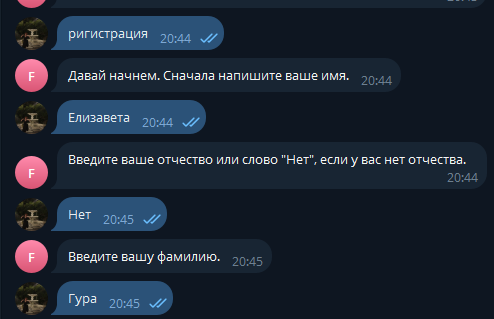 ригистрация 20:44
F
Давай начнем. Сначала напишите ваше имя. 20:44
Елизавета 20:44
F
Введите ваше отчество или слово "Нет", если у вас нет отчества.
20:44
Нет 20:45
F
Введите вашу фамилию. 20:45
Гура 20:45